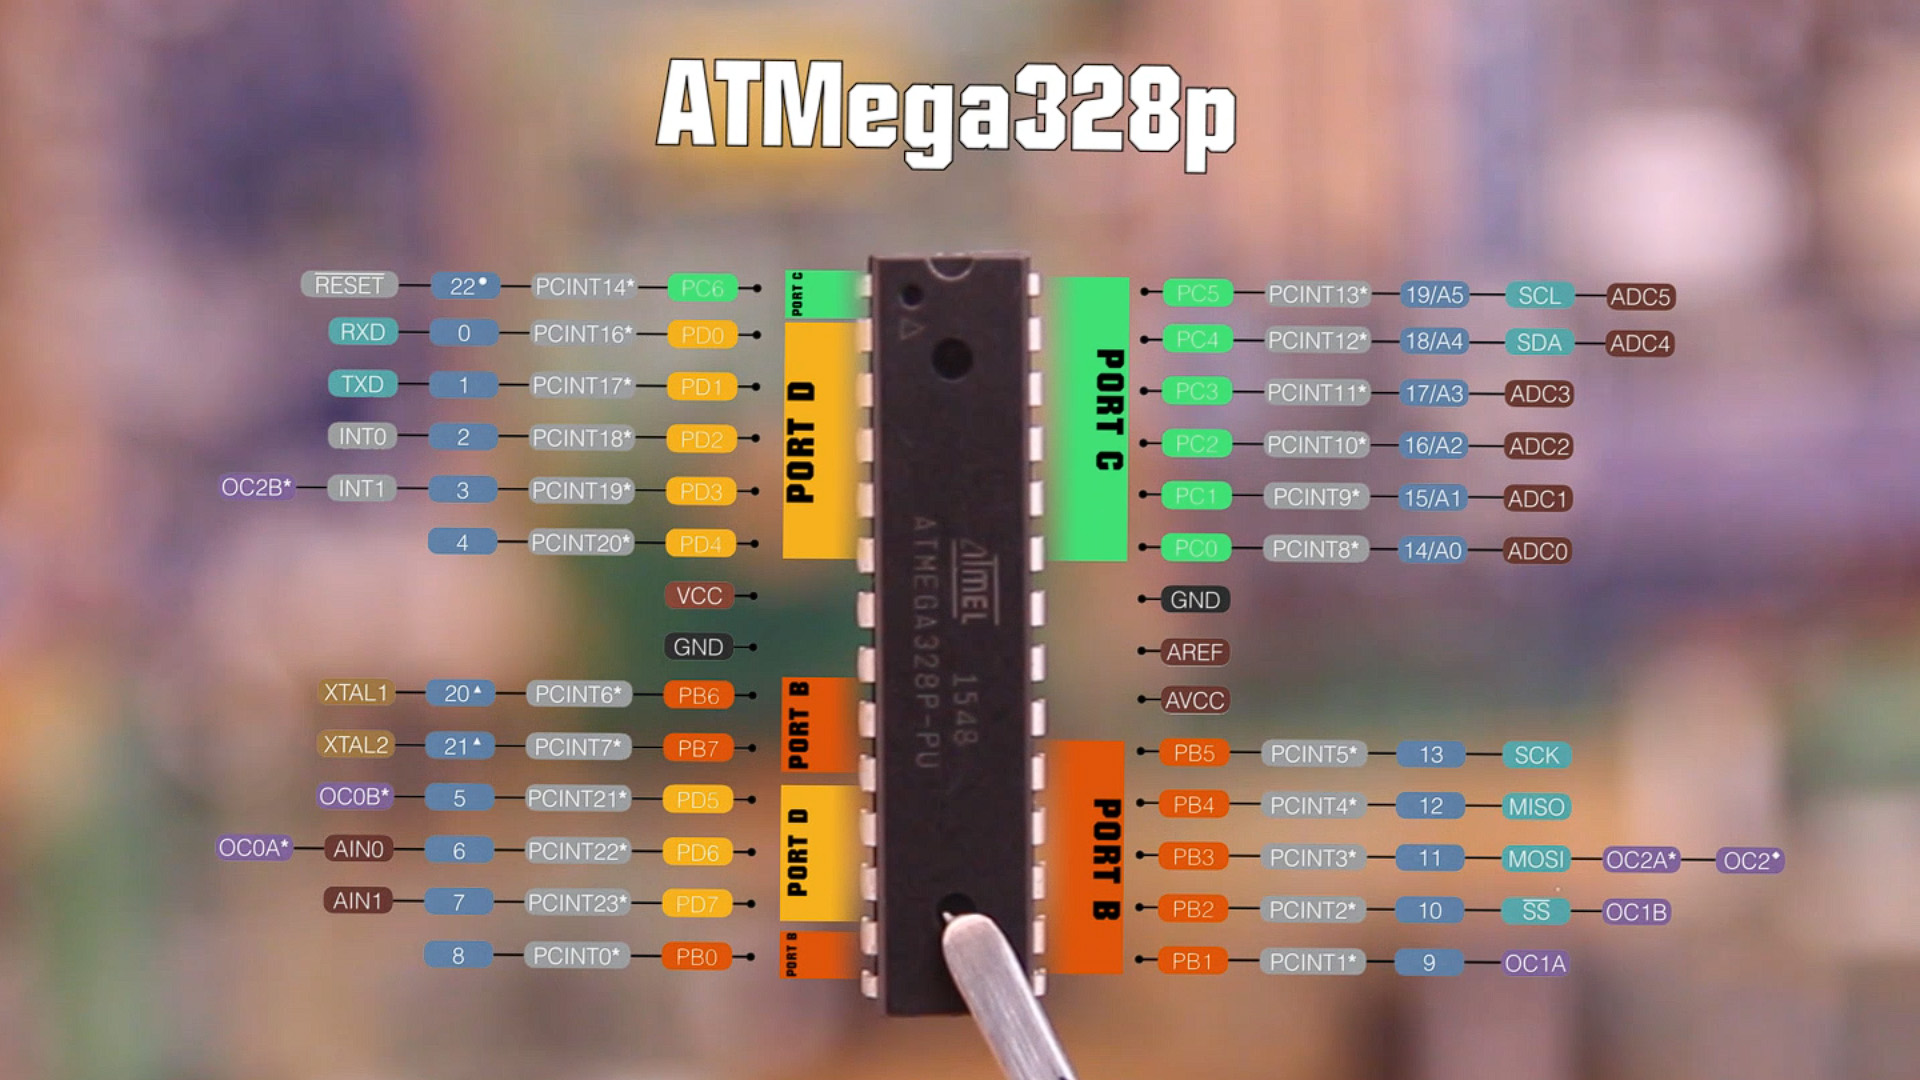 ATMega328p
RESET 22• PCINT14* PC6
RXD 0 PCINT16* PD0
TXD 1 PCINT17* PD1
INT0 2 PCINT18* PD2
OC2B* INT1 3 PCINT19* PD3
4 PCINT20* PD4
VCC
GND
XTAL1 20▲ PCINT6* PB6
XTAL2 21▲ PCINT7* PB7
OC0B* 5 PCINT21* PD5
OC0A* AIN0 6 PCINT22* PD6
AIN1 7 PCINT23* PD7
8 PCINT0* PB0
PORT C
PORT D
PORT B
PORT D
PORT B
ATMEL 1548
ATMEGA328P-PU
PORT C
PORT B
PC5 PCINT13* 19/A5 SCL ADC5
PC4 PCINT12* 18/A4 SDA ADC4
PC3 PCINT11* 17/A3 ADC3
PC2 PCINT10* 16/A2 ADC2
PC1 PCINT9* 15/A1 ADC1
PC0 PCINT8* 14/A0 ADC0
GND
AREF
AVCC
PB5 PCINT5* 13 SCK
PB4 PCINT4* 12 MISO
PB3 PCINT3* 11 MOSI OC2A* OC2◆
PB2 PCINT2* 10 SS OC1B
PB1 PCINT1* 9 OC1A